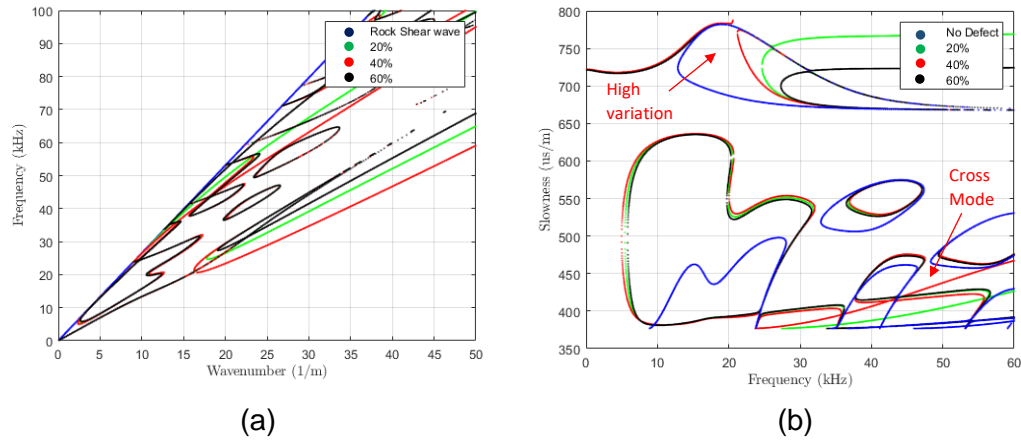 100
90
80
70
60
50
40
30
20
10
0
Frequency (kHz)
0 5 10 15 20 25 30 35 40 45 50
Wavenumber (1/m)
Rock Shear wave
20%
40%
60%
(a)
800
750
700
650
600
550
500
450
400
350
Slowness (us/m)
0 10 20 30 40 50 60
Frequency (kHz)
No Defect
20%
40%
60%
High
variation
Cross
Mode
(b)